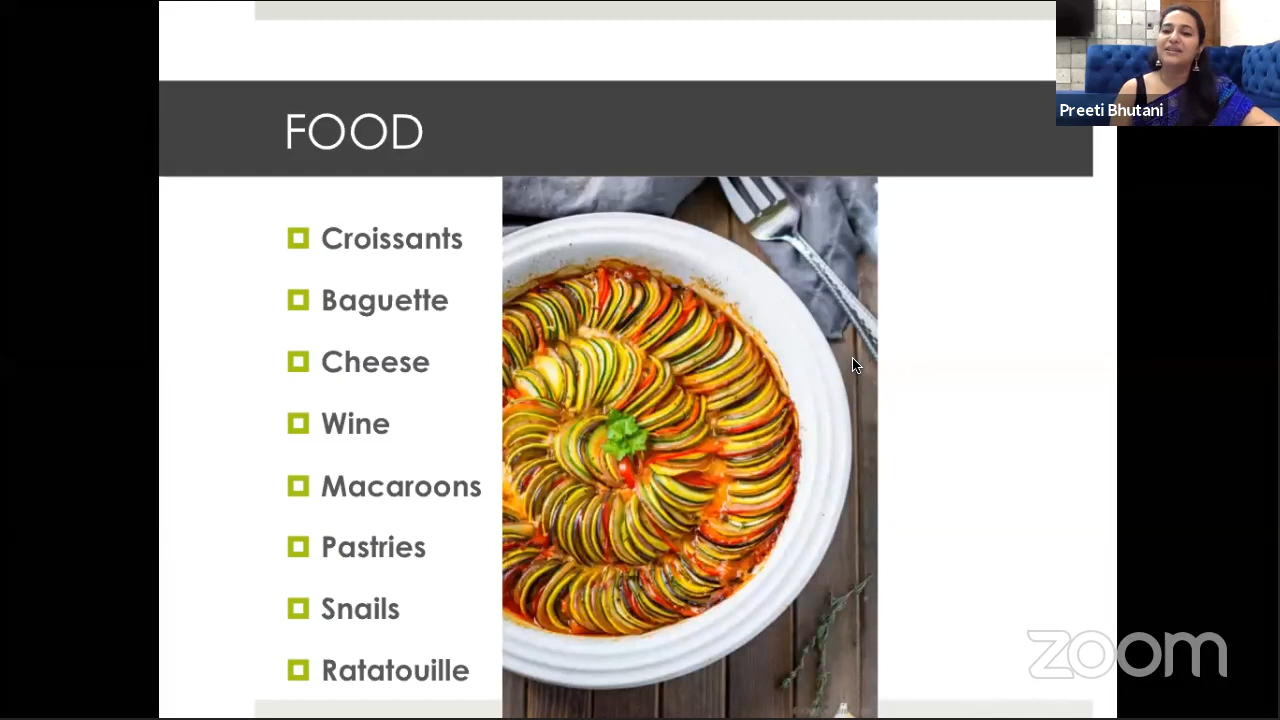 FOOD
Preeti Bhutani
Croissants
Baguette
Cheese
Wine
Macaroons
Pastries
Snails
Ratatouille
zoom